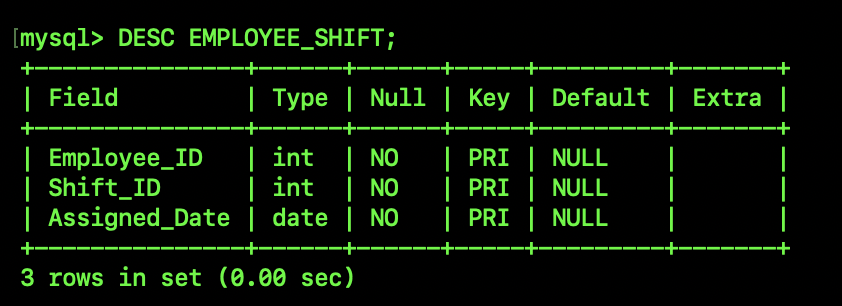 [mysql> DESC EMPLOYEE_SHIFT;
+---------------+------+------+-----+---------+-------+
| Field         | Type | Null | Key | Default | Extra |
+---------------+------+------+-----+---------+-------+
| Employee_ID   | int  | NO   | PRI | NULL    |       |
| Shift_ID      | int  | NO   | PRI | NULL    |       |
| Assigned_Date | date | NO   | PRI | NULL    |       |
+---------------+------+------+-----+---------+-------+
3 rows in set (0.00 sec)